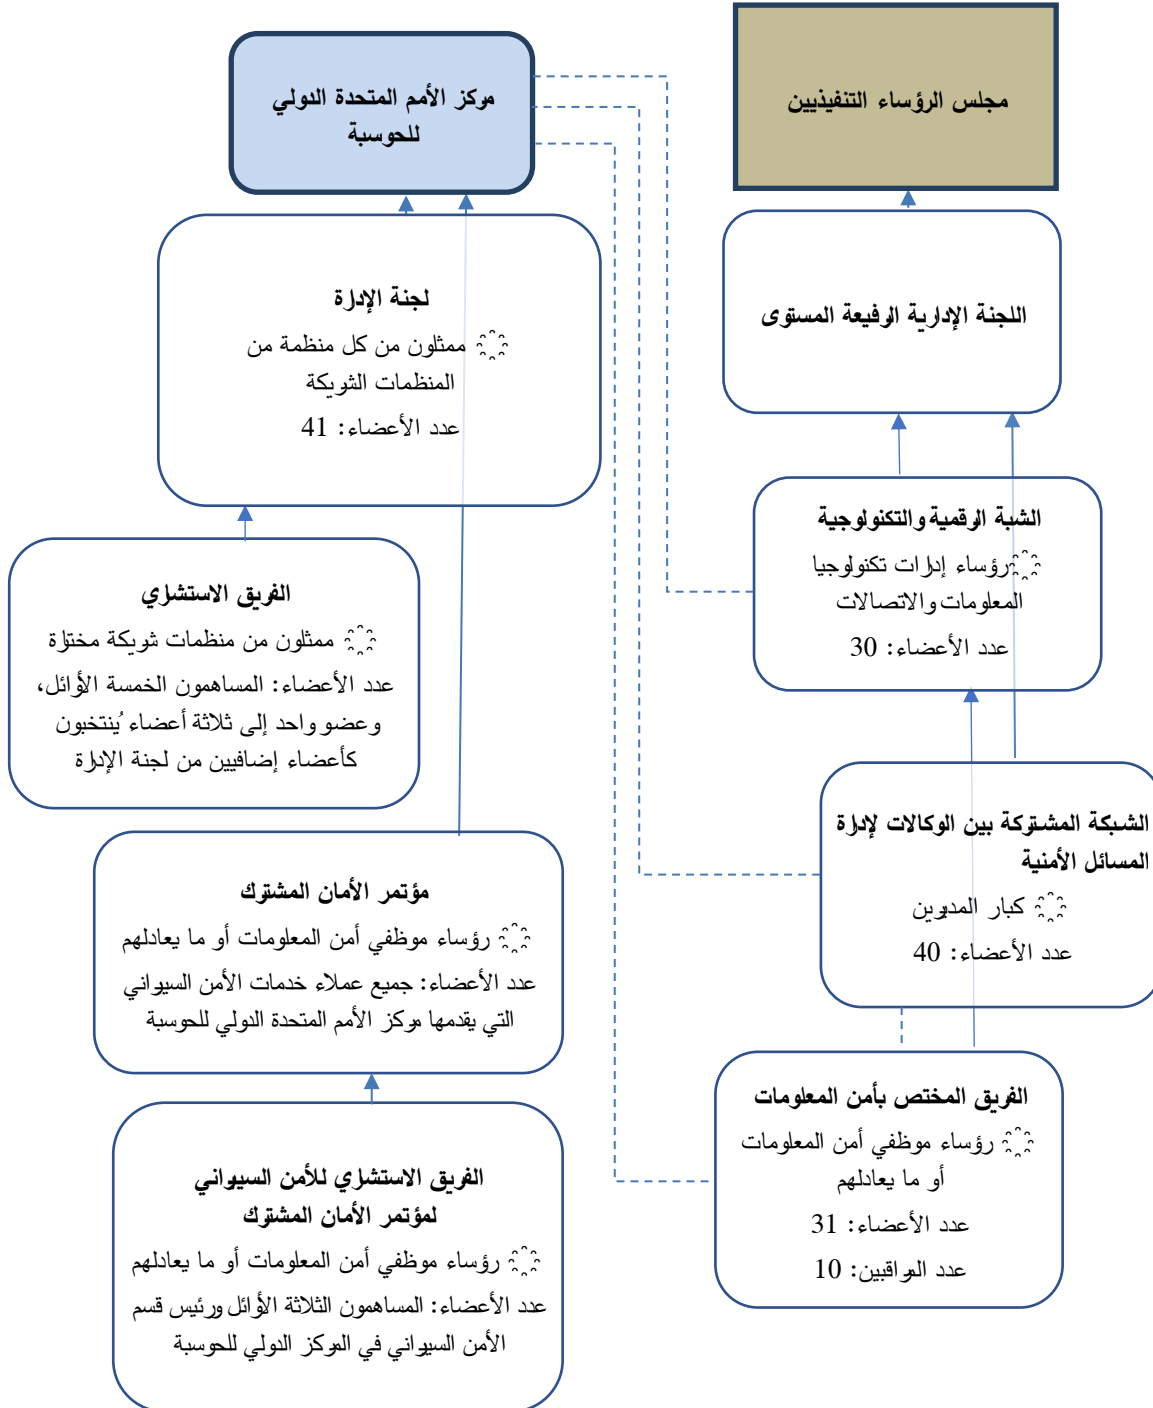 مجلس الرؤساء التنفيذيين
اللجنة الإدارية الرفيعة المستوى
الشبة الرقمية والتكنولوجية
رؤساء إدارات تكنولوجيا
المعلومات والاتصالات
عدد الأعضاء: 30
الشبكة المشتركة بين الوكالات لإدارة
المسائل الأمنية
كبار المديرين
عدد الأعضاء: 40
الفريق المختص بأمن المعلومات
رؤساء موظفي أمن المعلومات
أو ما يعادلهم
عدد الأعضاء: 31
عدد المراقبين: 10
مركز الأمم المتحدة الدولي
للحوسبة
لجنة الإدارة
ممثلون من كل منظمة من
المنظمات الشريكة
عدد الأعضاء: 41
الفريق الاستشاري
ممثلون من منظمات شريكة مختارة
عدد الأعضاء: المساهمون الخمسة الأوائل،
وعضو واحد إلى ثلاثة أعضاء يُنتخبون
كأعضاء إضافيين من لجنة الإدارة
مؤتمر الأمان المشترك
رؤساء موظفي أمن المعلومات أو ما يعادلهم
عدد الأعضاء: جميع عملاء خدمات الأمن السيبراني
التي يقدمها مركز الأمم المتحدة الدولي للحوسبة
الفريق الاستشاري للأمن السيبراني
لمؤتمر الأمان المشترك
رؤساء موظفي أمن المعلومات أو ما يعادلهم
عدد الأعضاء: المساهمون الثلاثة الأوائل ورئيس قسم
الأمن السيبراني في المركز الدولي للحوسبة